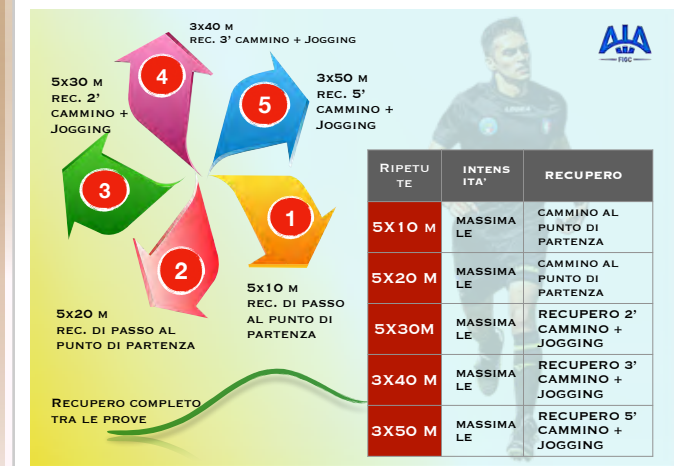 3x40 m
rec. 3' cammino + Jogging
4
5x30 m
rec. 2'
cammino +
Jogging
5
3x50 m
rec. 5'
cammino +
Jogging
3
2
1
5x20 m
rec. di passo al
punto di partenza
5x10 m
rec. di passo
al punto di
partenza
Recupero completo
tra le prove
AIA
FIGC
LEGEA
Ripetu
te
intens
ita'
recupero
5x10 m
massima
le
cammino al
punto di
partenza
5x20 m
massima
le
cammino al
punto di
partenza
5x30m
massima
le
recupero 2'
cammino +
jogging
3x40 m
massima
le
recupero 3'
cammino +
jogging
3x50 m
massima
le
recupero 5'
cammino +
jogging